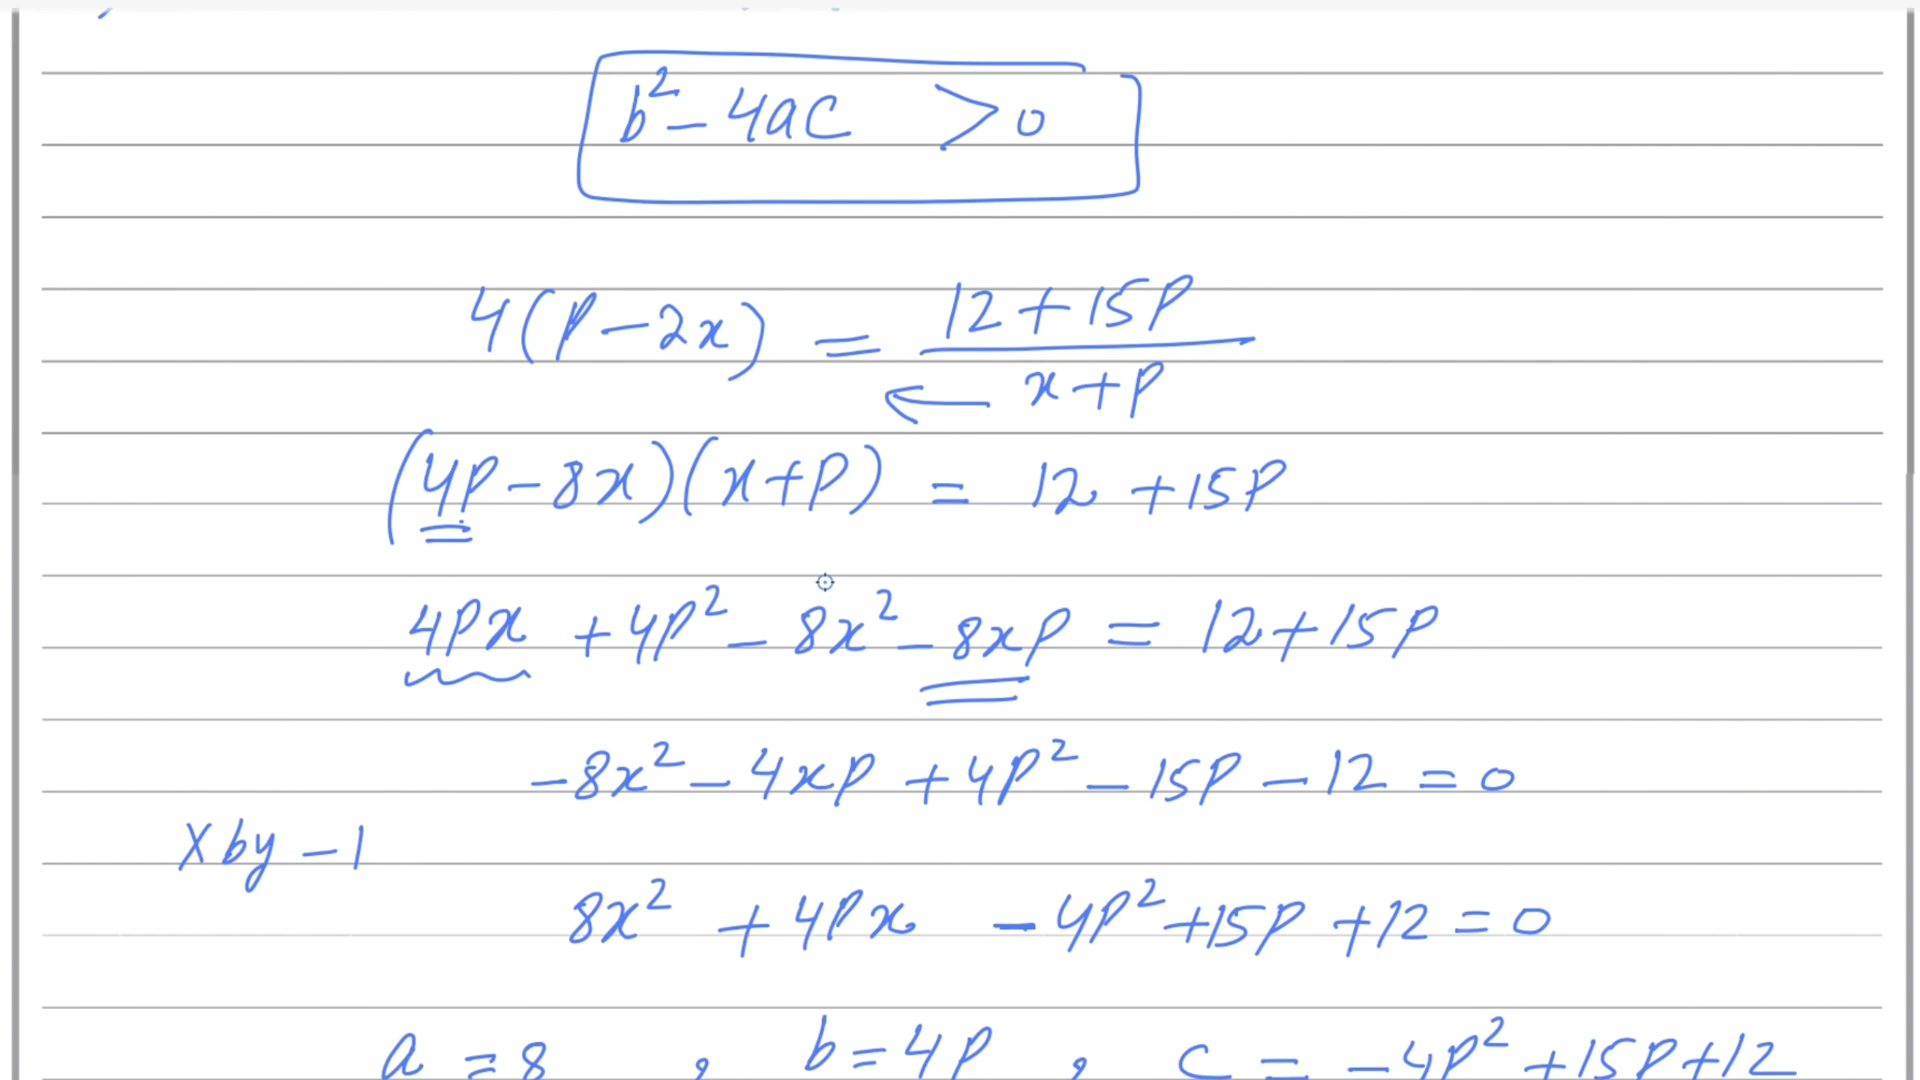 b² - 4ac > 0
4(p - 2x) = (12 + 15p)/(x + p)
(4p - 8x)(x + p) = 12 + 15p
4px + 4p² - 8x² - 8xp = 12 + 15p
-8x² - 4xp + 4p² - 15p - 12 = 0
X by -1
8x² + 4px - 4p² + 15p + 12 = 0
a = 8 , b = 4p , c = -4p² + 15p + 12